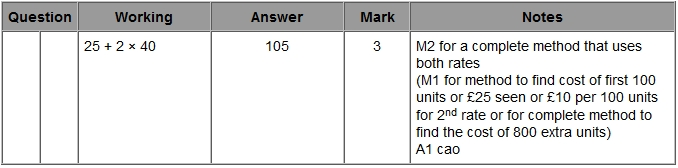 Question Working Answer Mark Notes
25 + 2 × 40 105 3 M2 for a complete method that uses
both rates
(M1 for method to find cost of first 100
units or £25 seen or £10 per 100 units
for 2nd rate or for complete method to
find the cost of 800 extra units)
A1 cao